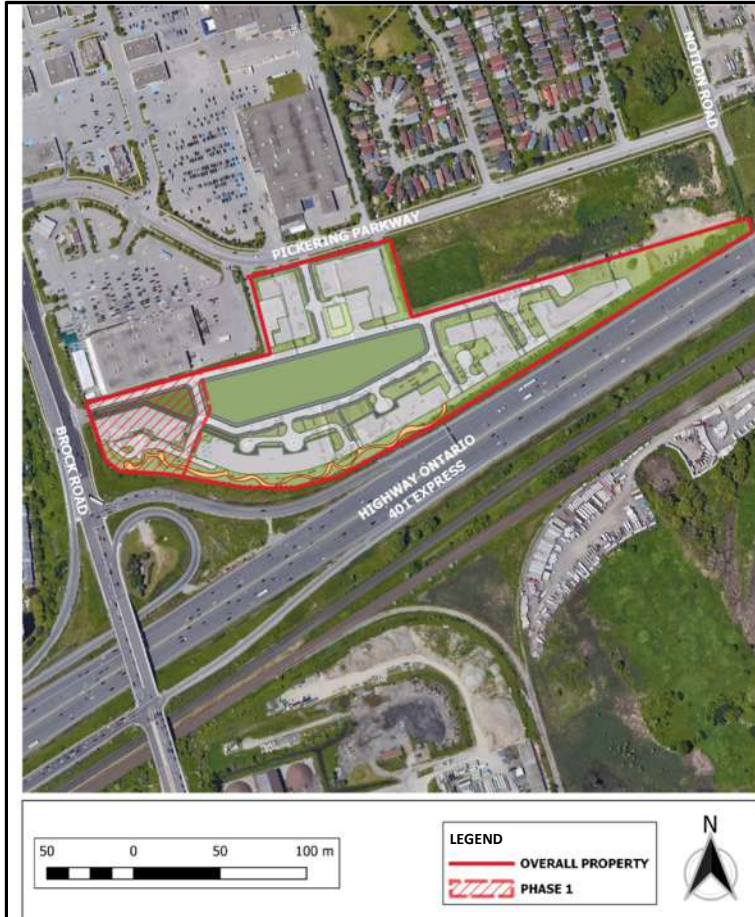 NOTION ROAD
PICKERING PARKWAY
BROCK ROAD
HIGHWAY ONTARIO
401 EXPRESS
50 0 50 100 m
LEGEND
OVERALL PROPERTY
PHASE 1
N